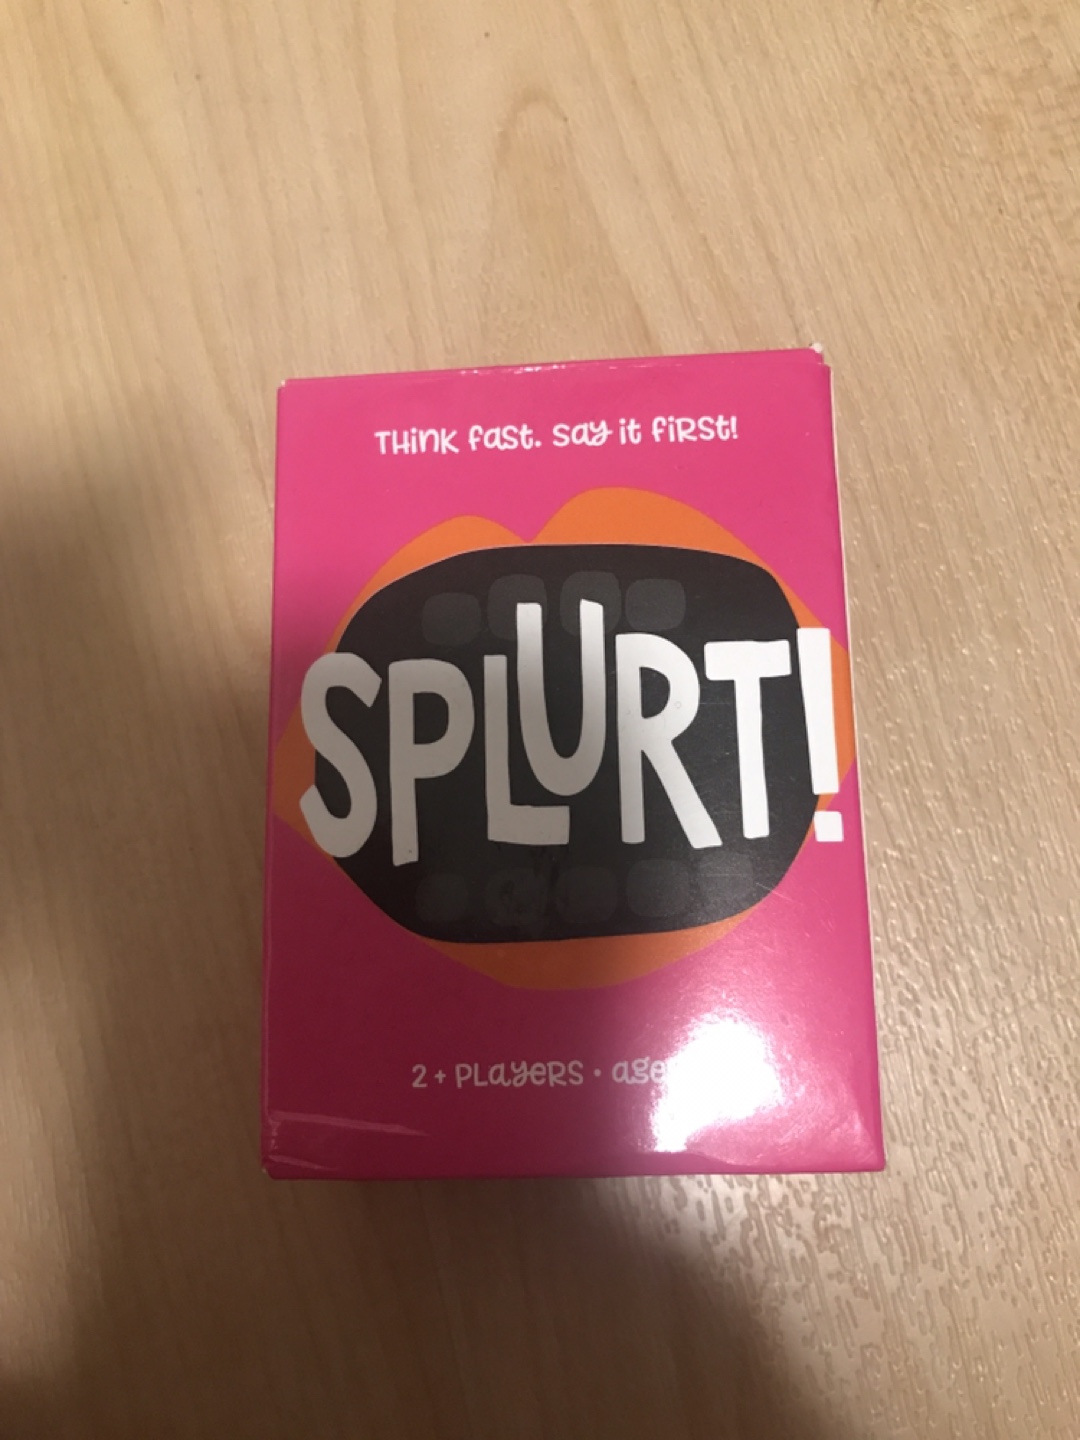 THink fast. say it first!
SPLURT!
2+ PLayers •